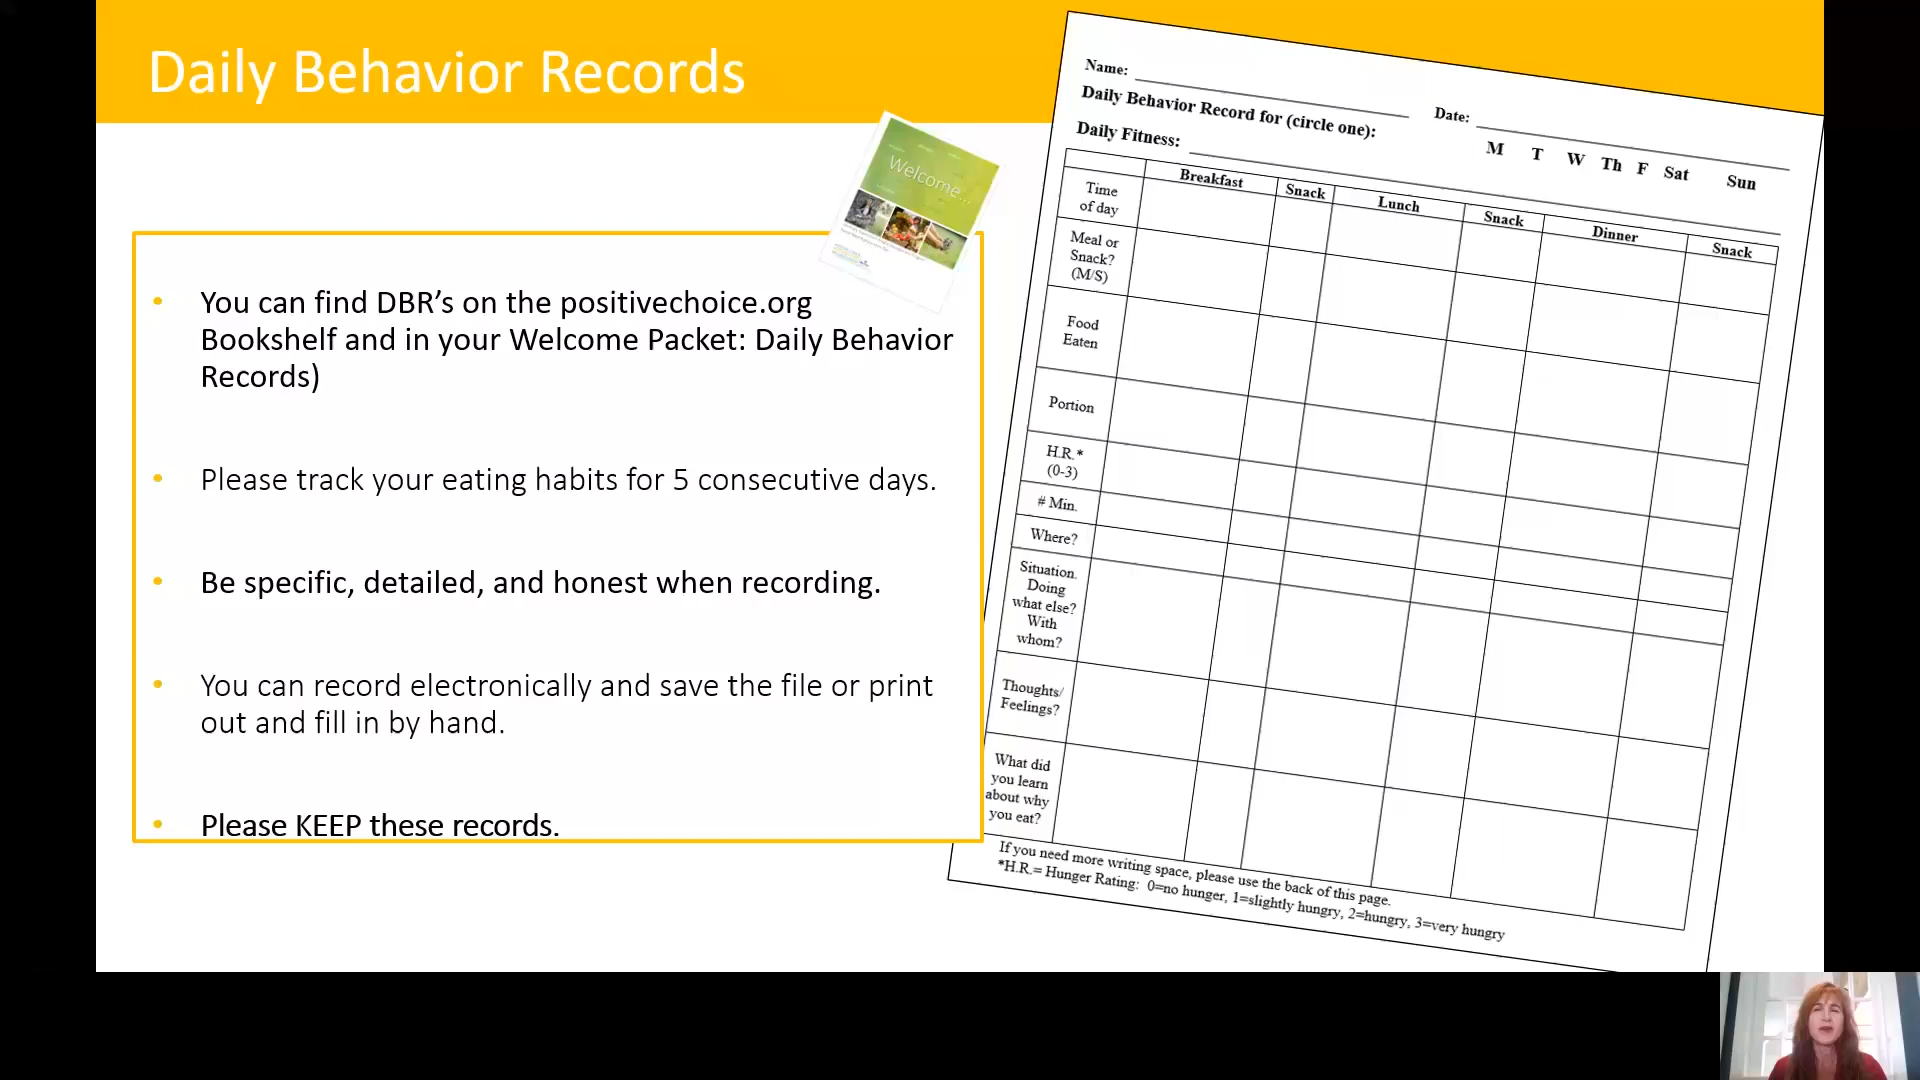 Daily Behavior Records
Welcome...
• You can find DBR’s on the positivechoice.org
Bookshelf and in your Welcome Packet: Daily Behavior
Records)
• Please track your eating habits for 5 consecutive days.
• Be specific, detailed, and honest when recording.
• You can record electronically and save the file or print
out and fill in by hand.
• Please KEEP these records.
Name:
Date:
Daily Behavior Record for (circle one):
M T W Th F Sat Sun
Daily Fitness:
Breakfast Snack Lunch Snack Dinner Snack
Time
of day
Meal or
Snack?
(M/S)
Food
Eaten
Portion
H.R.*
(0-3)
# Min.
Where?
Situation.
Doing
what else?
With
whom?
Thoughts/
Feelings?
What did
you learn
about why
you eat?
If you need more writing space, please use the back of this page.
*H.R.= Hunger Rating: 0=no hunger, 1=slightly hungry, 2=hungry, 3=very hungry